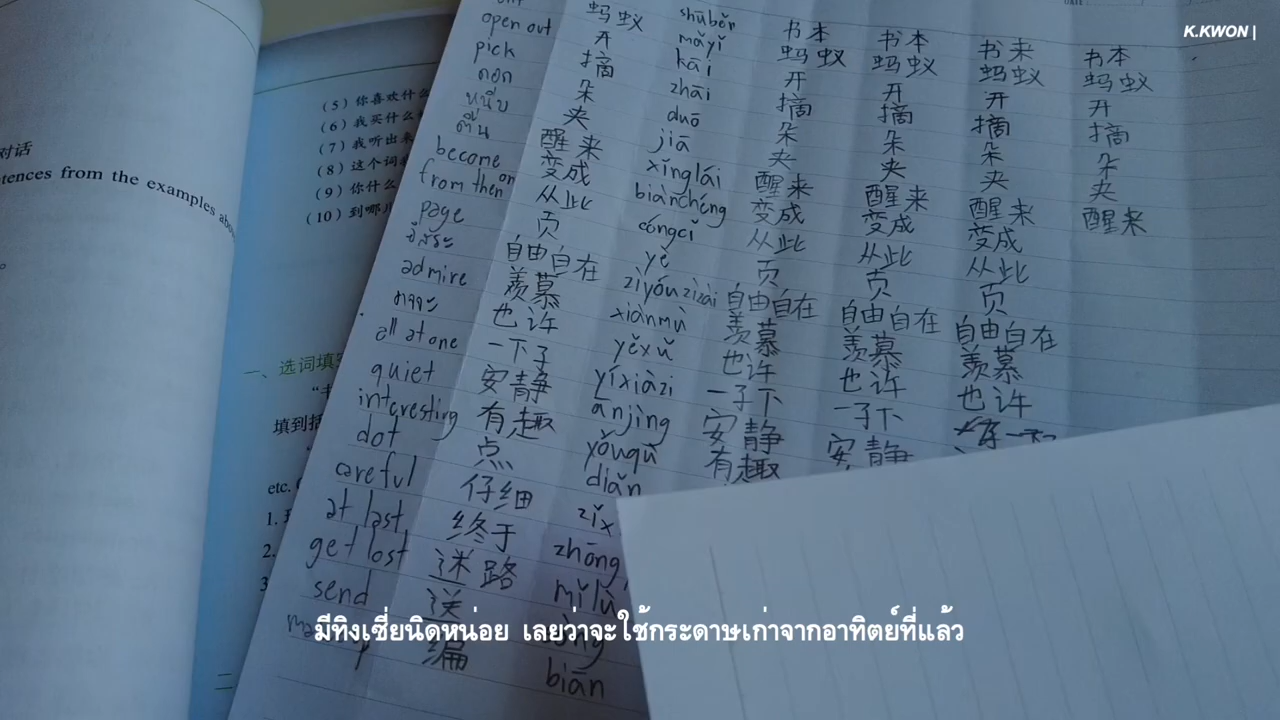 K.KWON |
对话
tences from the examples abo
(5) 你喜欢什么
(6) 我买什么
(7) 我听出来
(8) 这个词
(9) 你什么
(10) 到哪儿
一、选词填
填到括
etc.
1.
2.
3
二
蚂蚁 shūběn 书本 书本 书来 书本
open out 开 mǎyǐ 蚂蚁 蚂蚁 蚂蚁 蚂蚁
pick 摘 kāi 开 开 开 开
ดอก 朵 zhāi 摘 摘 摘 摘
หนีบ 夹 duō 朵 朵 朵 朵
ตื่น 醒来 jiā 夹 夹 夹 夹
become 变成 xǐnglái 醒来 醒来 醒来 醒来
from then on 从此 biànchéng 变成 变成 变成
page 页 cóngcǐ 从此 从此 从此
อิสระ 自由自在 yè 页 页 页
admire 羡慕 zìyóuzìzài 自由自在 自由自在 自由自在
也许 xiànmù 羡慕 羡慕 羡慕
all at one 一下子 yěxǔ 也许 也许 也许
quiet 安静 yíxiàzi 一子下 一子下
interesting 有趣 ānjìng 安静 安静
dot 点 yǒuqù 有趣
careful 仔细 diǎn
at last 终于 zǐx
get lost 迷路 zhōng
send 送 mǐlù
编 biān
มีทิงเซี่ยนิดหน่อย เลยว่าจะใช้กระดาษเก่าจากอาทิตย์ที่แล้ว